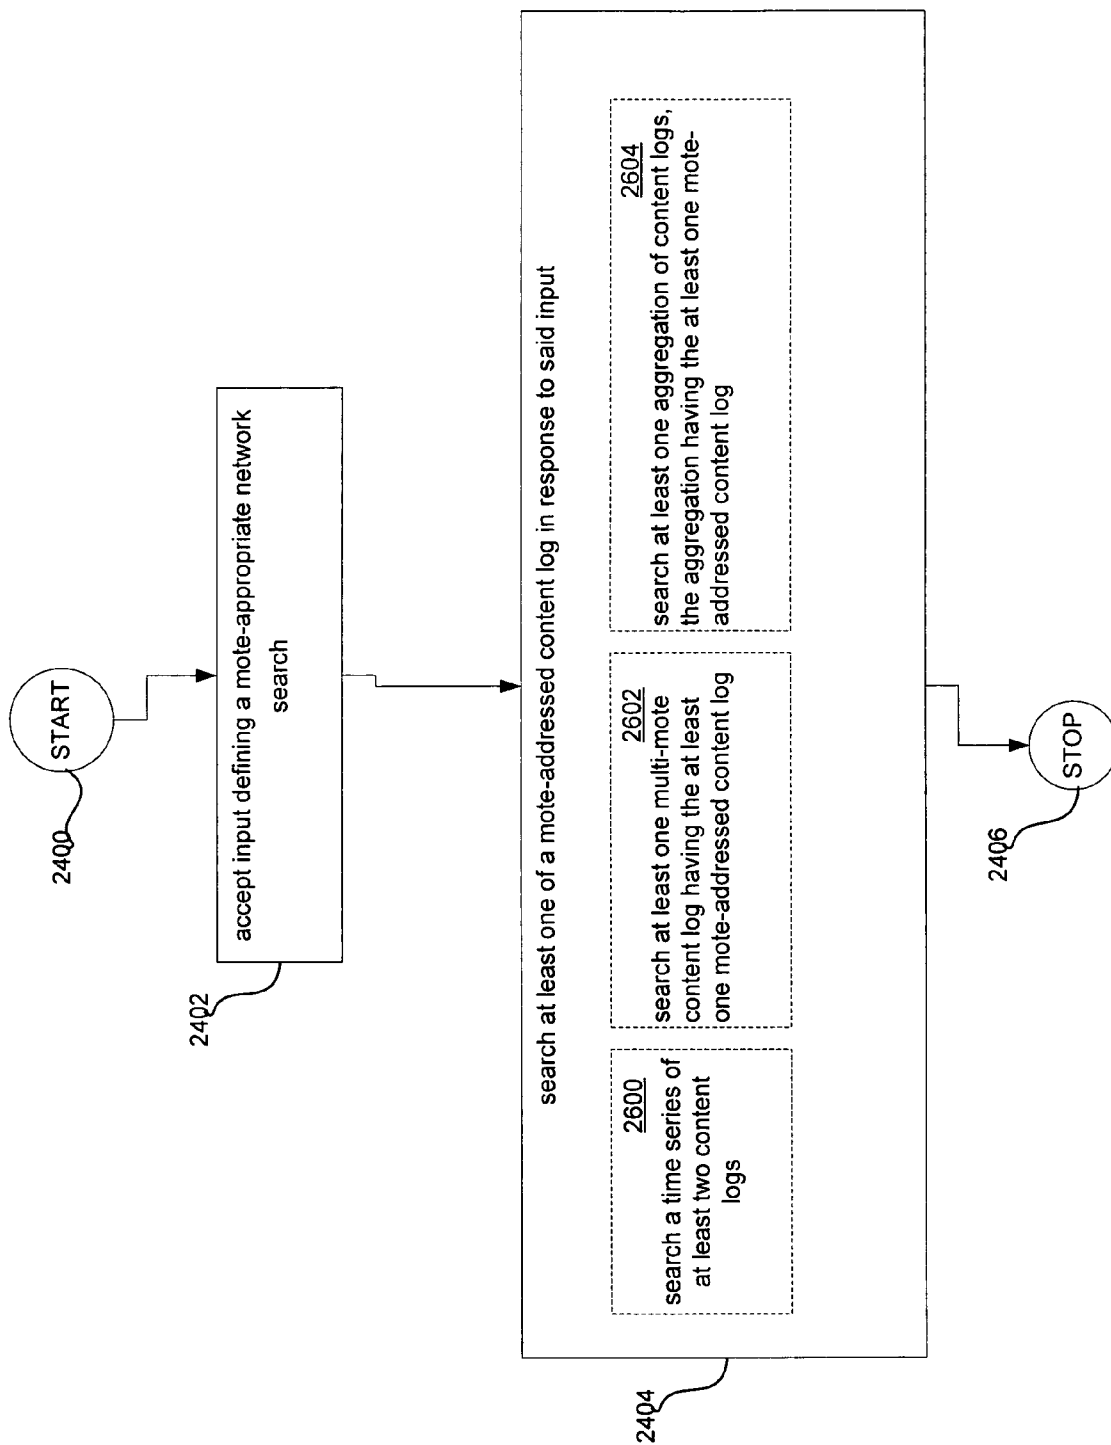 START
2400
accept input defining a mote-appropriate network
search
2402
search at least one of a mote-addressed content log in response to said input
2600
search a time series of
at least two content
logs
2602
search at least one multi-mote
content log having the at least
one mote-addressed content log
2604
search at least one aggregation of content logs,
the aggregation having the at least one mote-
addressed content log
2404
STOP
2406